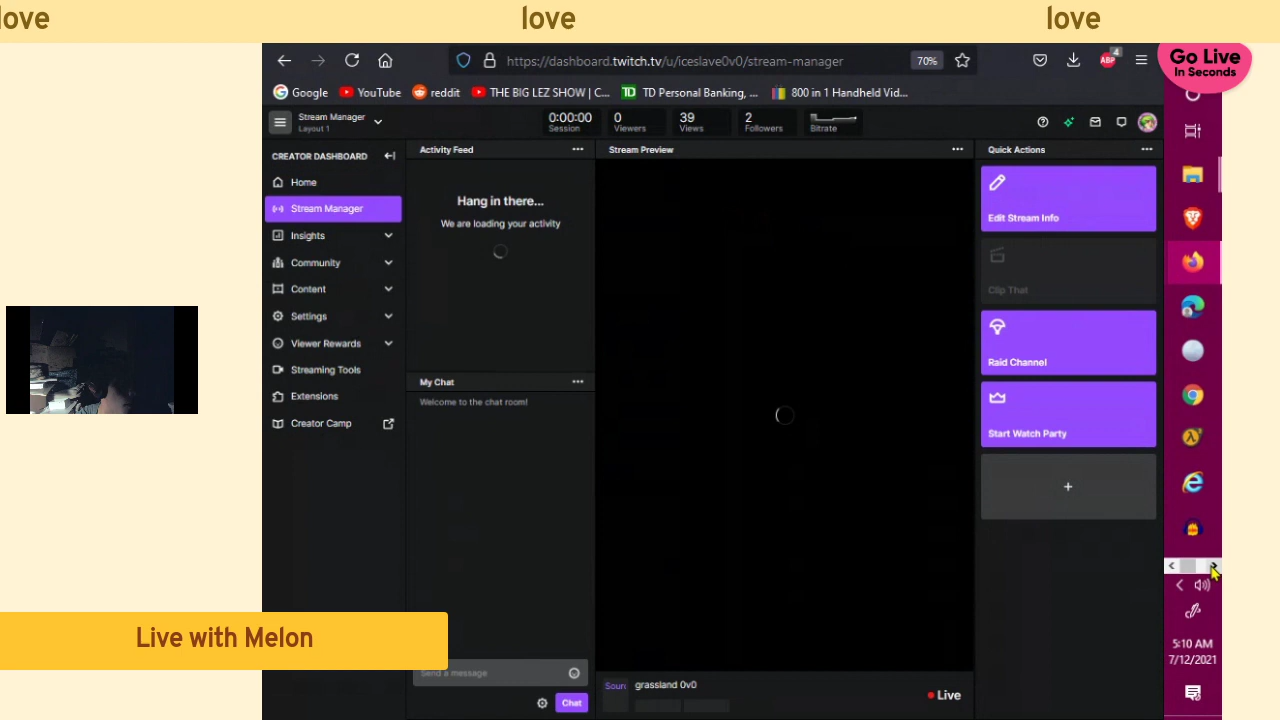 love love love
Go Live
In Seconds
https://dashboard.twitch.tv/u/iceslave0v0/stream-manager 70% ABP 4
Google YouTube reddit THE BIG LEZ SHOW | C... TD Personal Banking, ... 800 in 1 Handheld Vid...
Stream Manager
Layout 1
0:00:00 0 39 2
Session Viewers Views Followers Bitrate
CREATOR DASHBOARD
Home
Stream Manager
Insights
Community
Content
Settings
Viewer Rewards
Streaming Tools
Extensions
Creator Camp
Activity Feed
Hang in there...
We are loading your activity
My Chat
Welcome to the chat room!
Send a message
Chat
Stream Preview
Soun grassland 0v0
Live
Quick Actions
Edit Stream Info
Clip That
Raid Channel
Start Watch Party
+
5:10 AM
7/12/2021
Live with Melon